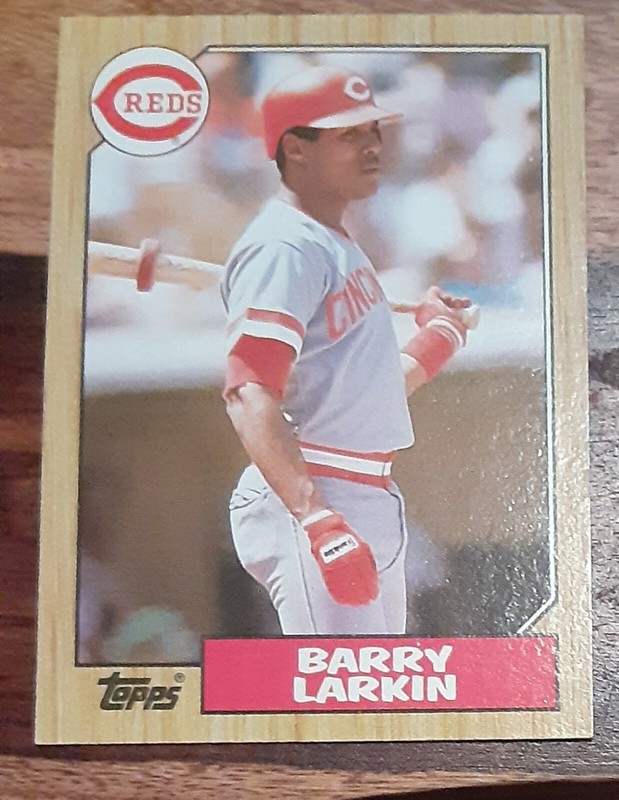 REDS
C
CINCI
BARRY
LARKIN
topps®